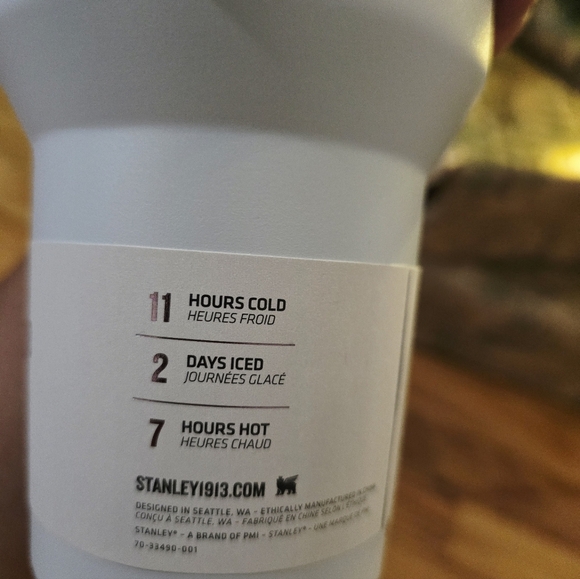 11 HOURS COLD
HEURES FROID
2 DAYS ICED
JOURNÉES GLACÉ
7 HOURS HOT
HEURES CHAUD
STANLEY1913.COM
DESIGNED IN SEATTLE, WA - ETHICALLY MANUFACTURED IN CHINA
CONÇU À SEATTLE, WA - FABRIQUÉ EN CHINE SELON L'ÉTHIQUE
STANLEY® - A BRAND OF PMI - STANLEY® - UNE MARQUE DE PMI
70-33490-001